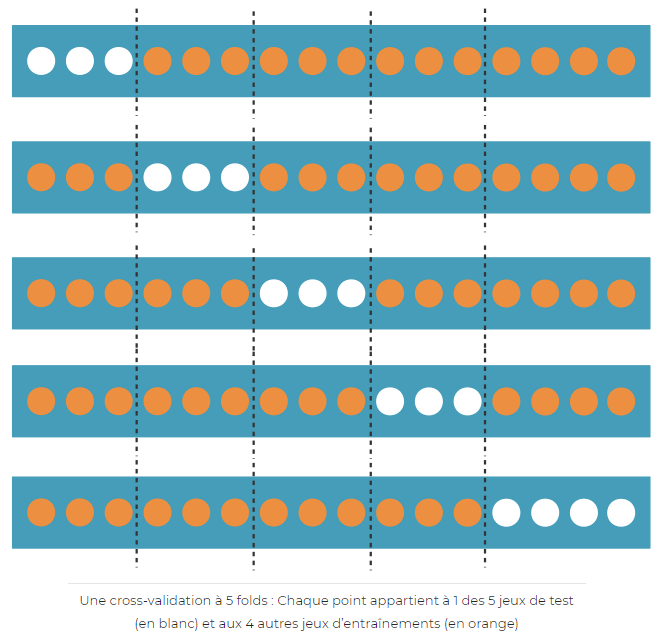 Une cross-validation à 5 folds : Chaque point appartient à 1 des 5 jeux de test
(en blanc) et aux 4 autres jeux d'entraînements (en orange)